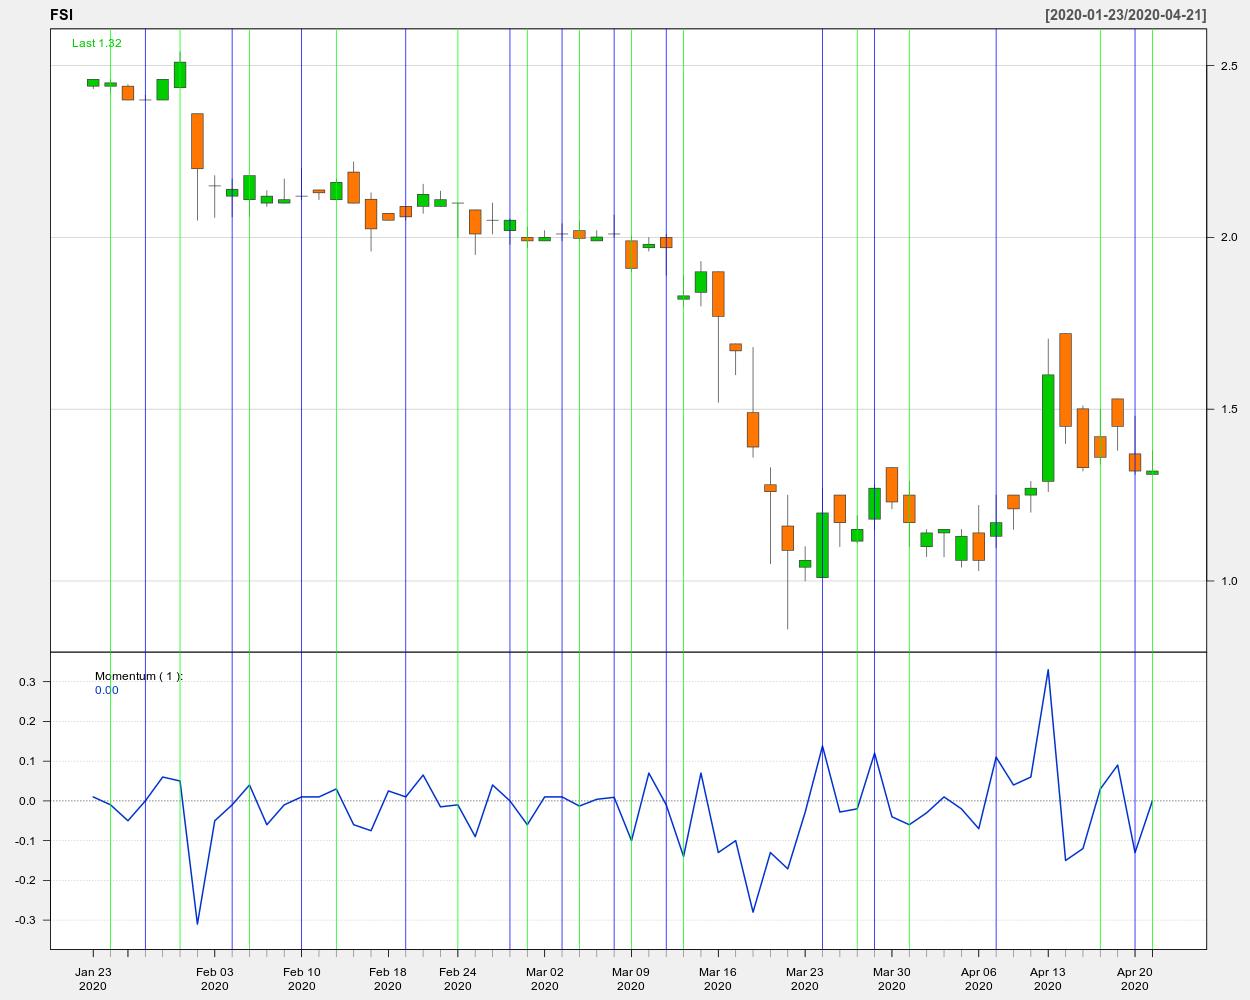 FSI [2020-01-23/2020-04-21]
Last 1.32
2.5
2.0
1.5
1.0
Momentum ( 1 ):
0.00
0.3
0.2
0.1
0.0
-0.1
-0.2
-0.3
Jan 23 Feb 03 Feb 10 Feb 18 Feb 24 Mar 02 Mar 09 Mar 16 Mar 23 Mar 30 Apr 06 Apr 13 Apr 20
2020 2020 2020 2020 2020 2020 2020 2020 2020 2020 2020 2020 2020